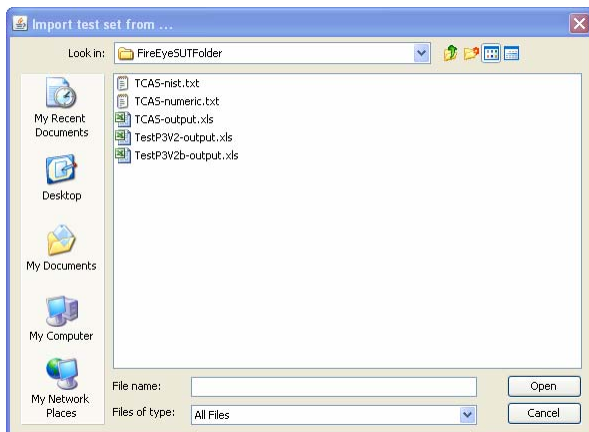 Import test set from ...
Look in: FireEyeSUTFolder
My Recent Documents
Desktop
My Documents
My Computer
My Network Places
TCAS-nist.txt
TCAS-numeric.txt
TCAS-output.xls
TestP3V2-output.xls
TestP3V2b-output.xls
File name: Open
Files of type: All Files Cancel